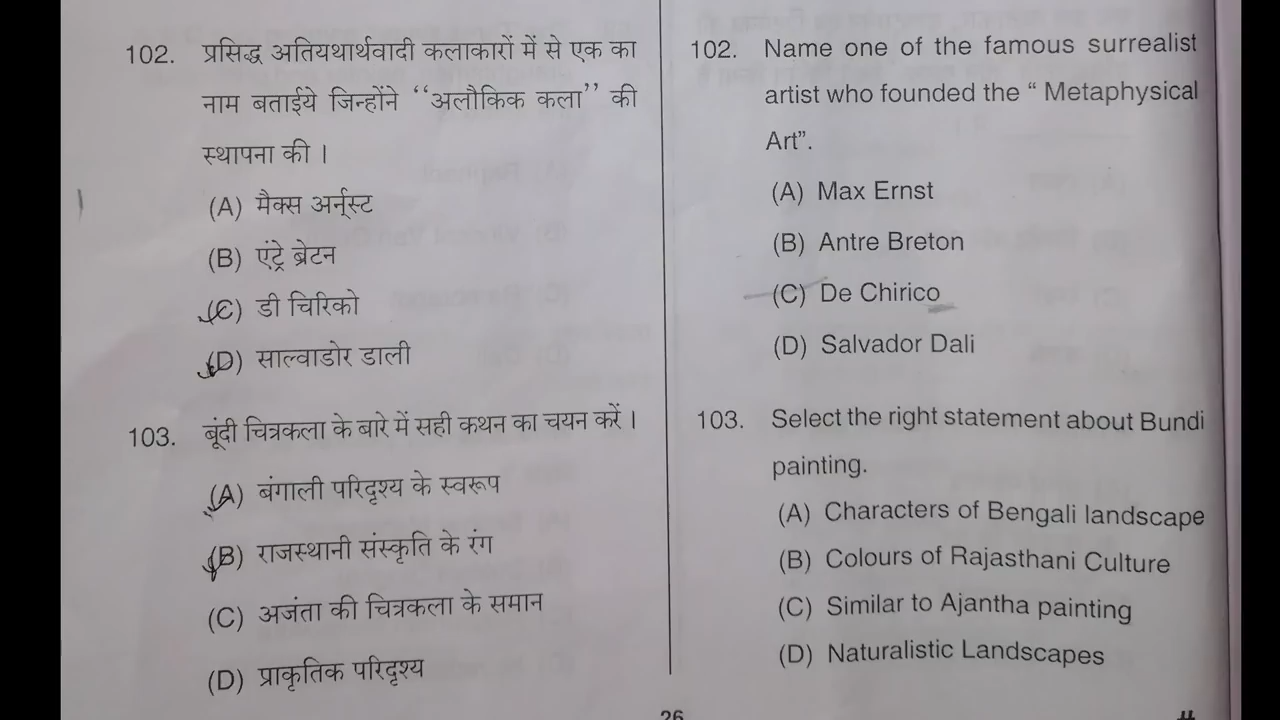 102. प्रसिद्ध अतियथार्थवादी कलाकारों में से एक का
नाम बताईये जिन्होंने ‘‘अलौकिक कला’’ की
स्थापना की ।
(A) मैक्स अर्न्स्ट
(B) एंट्रे ब्रेटन
(C) डी चिरिको
(D) साल्वाडोर डाली
103. बूंदी चित्रकला के बारे में सही कथन का चयन करें ।
(A) बंगाली परिदृश्य के स्वरूप
(B) राजस्थानी संस्कृति के रंग
(C) अजंता की चित्रकला के समान
(D) प्राकृतिक परिदृश्य
102. Name one of the famous surrealist
artist who founded the “ Metaphysical
Art”.
(A) Max Ernst
(B) Antre Breton
(C) De Chirico
(D) Salvador Dali
103. Select the right statement about Bundi
painting.
(A) Characters of Bengali landscape
(B) Colours of Rajasthani Culture
(C) Similar to Ajantha painting
(D) Naturalistic Landscapes
26